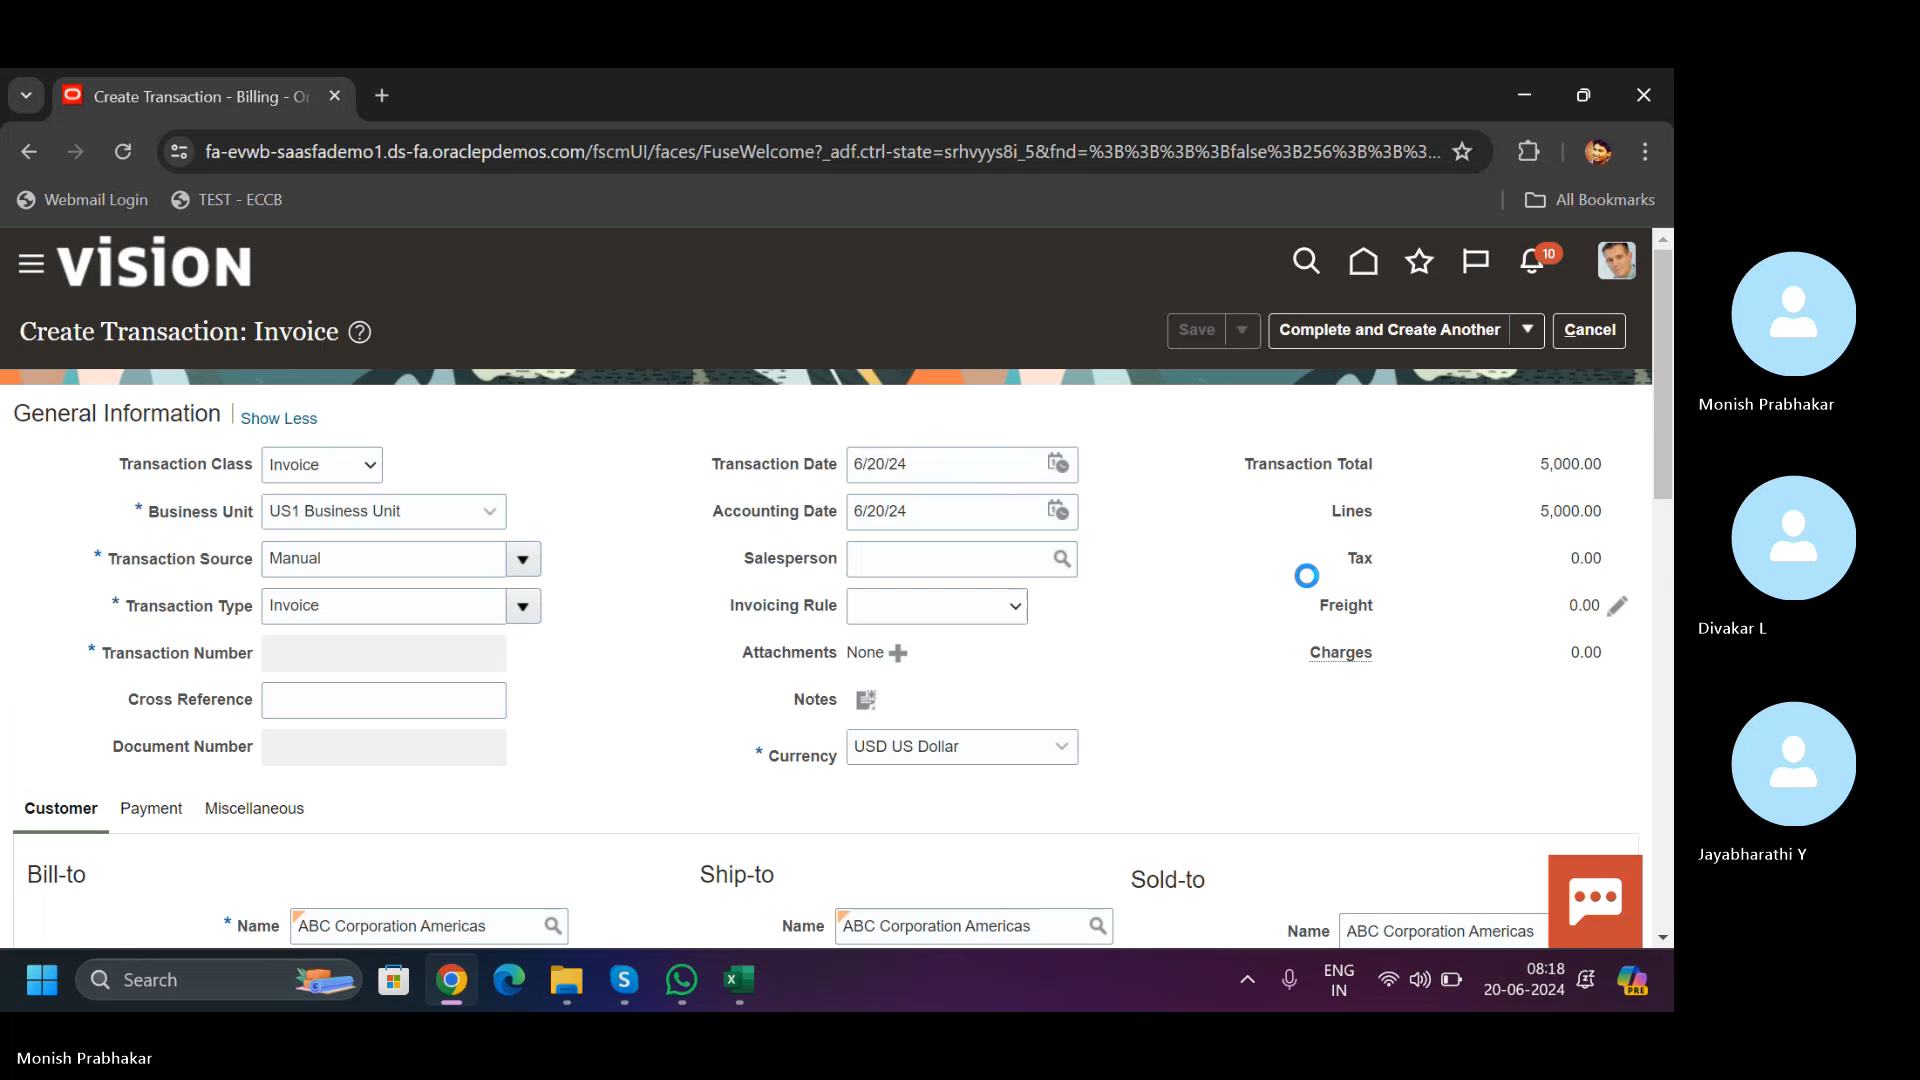 Create Transaction - Billing - Or
fa-evwb-saasfademo1.ds-fa.oraclepdemos.com/fscmUI/faces/FuseWelcome?_adf.ctrl-state=srhvyys8i_5&fnd=%3B%3B%3B%3Bfalse%3B256%3B%3B%3...
Webmail Login
TEST - ECCB
All Bookmarks
VISION
10
Create Transaction: Invoice
Save
Complete and Create Another
Cancel
General Information
Show Less
Transaction Class Invoice
Transaction Date 6/20/24
Transaction Total 5,000.00
* Business Unit US1 Business Unit
Accounting Date 6/20/24
Lines 5,000.00
* Transaction Source Manual
Salesperson
Tax 0.00
* Transaction Type Invoice
Invoicing Rule
Freight 0.00
* Transaction Number
Attachments None
Charges 0.00
Cross Reference
Notes
Document Number
* Currency USD US Dollar
Customer Payment Miscellaneous
Bill-to
Ship-to
Sold-to
* Name ABC Corporation Americas
Name ABC Corporation Americas
Name ABC Corporation Americas
Search
ENG
IN
08:18
20-06-2024
PRE
Monish Prabhakar
Divakar L
Jayabharathi Y
Monish Prabhakar